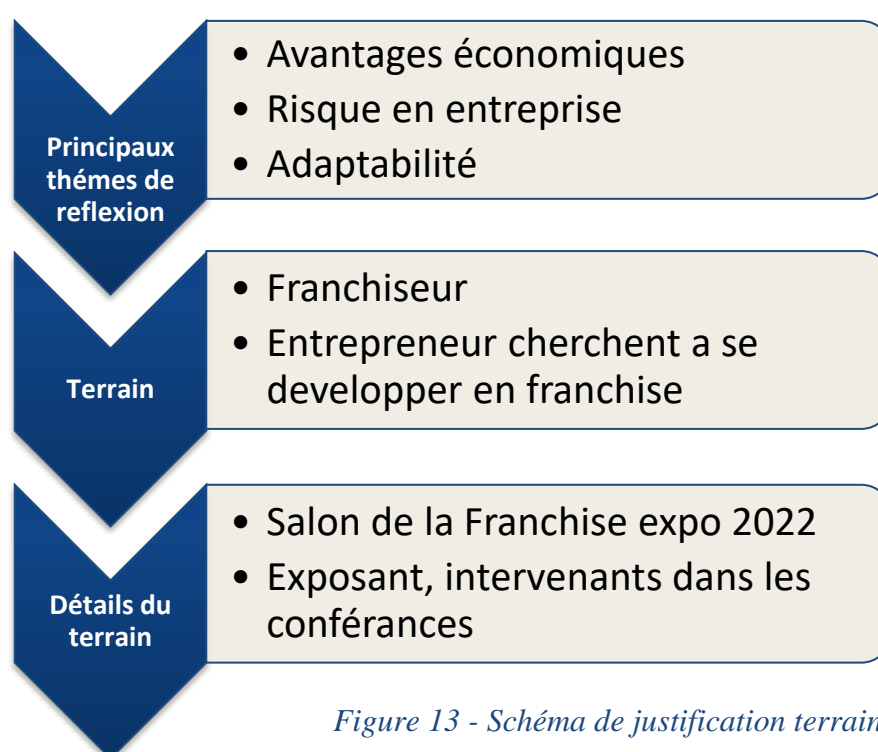 Principaux
thémes de
reflexion
• Avantages économiques
• Risque en entreprise
• Adaptabilité
Terrain
• Franchiseur
• Entrepreneur cherchent a se
developper en franchise
Détails du
terrain
• Salon de la Franchise expo 2022
• Exposant, intervenants dans les
conférances
Figure 13 - Schéma de justification terrain